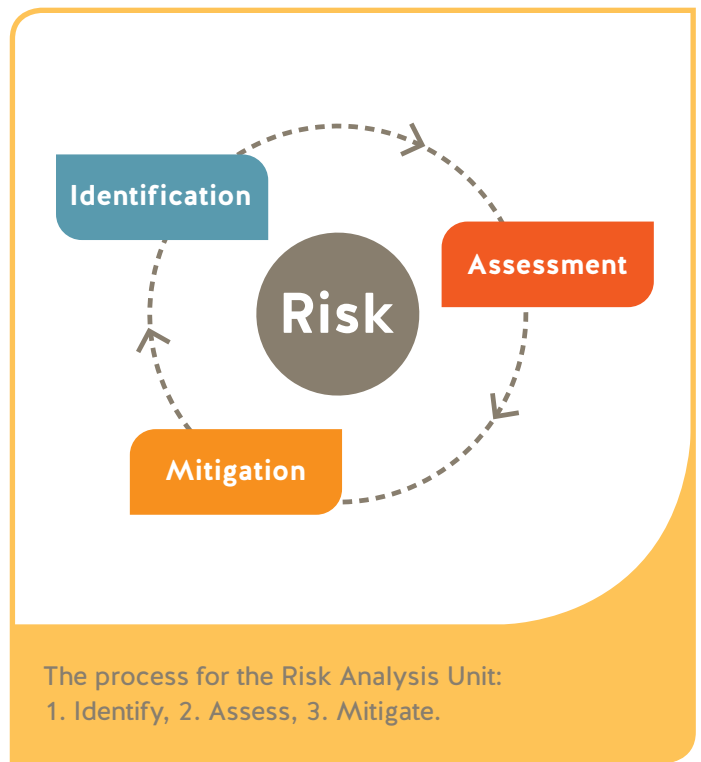 Identification
Assessment
Risk
Mitigation
The process for the Risk Analysis Unit:
1. Identify, 2. Assess, 3. Mitigate.